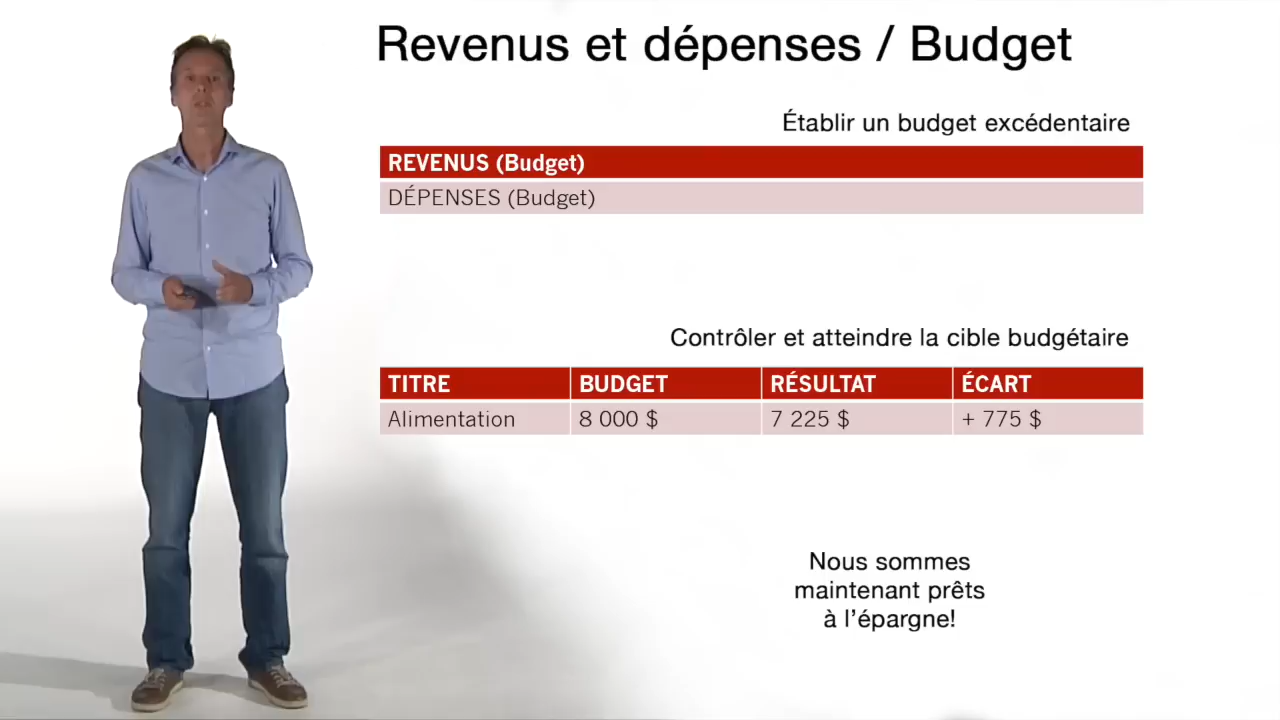 Revenus et dépenses / Budget
Établir un budget excédentaire
REVENUS (Budget)
DÉPENSES (Budget)
Contrôler et atteindre la cible budgétaire
TITRE BUDGET RÉSULTAT ÉCART
Alimentation 8 000 $ 7 225 $ + 775 $
Nous sommes
maintenant prêts
à l’épargne!